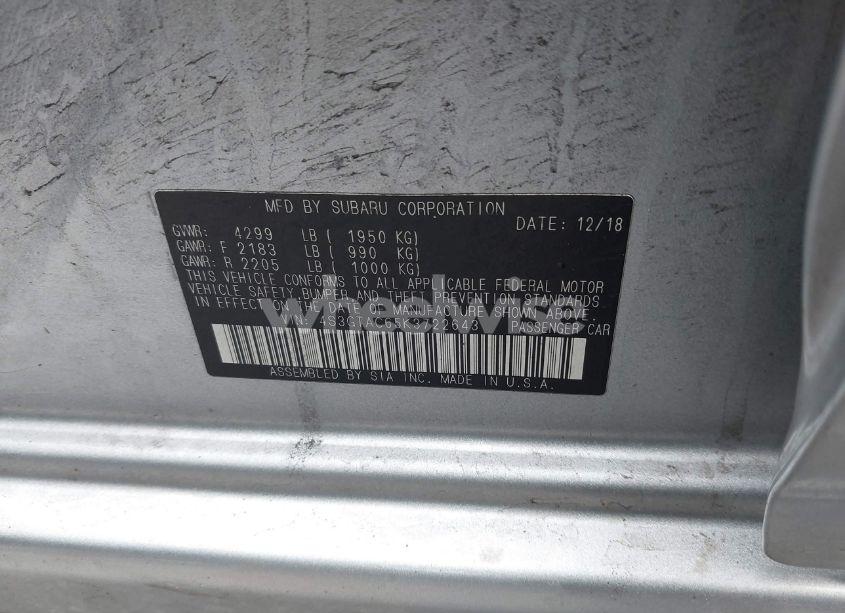 MFD BY SUBARU CORPORATION
DATE: 12/18
GVWR: 4299 LB ( 1950 KG)
GAWR: F 2183 LB ( 990 KG)
GAWR: R 2205 LB ( 1000 KG)
THIS VEHICLE CONFORMS TO ALL APPLICABLE FEDERAL MOTOR
VEHICLE SAFETY, BUMPER AND THEFT PREVENTION STANDARDS
IN EFFECT ON THE DATE OF MANUFACTURE SHOWN ABOVE.
PASSENGER CAR
ASSEMBLED BY SIA INC. MADE IN U.S.A.
wheelwise